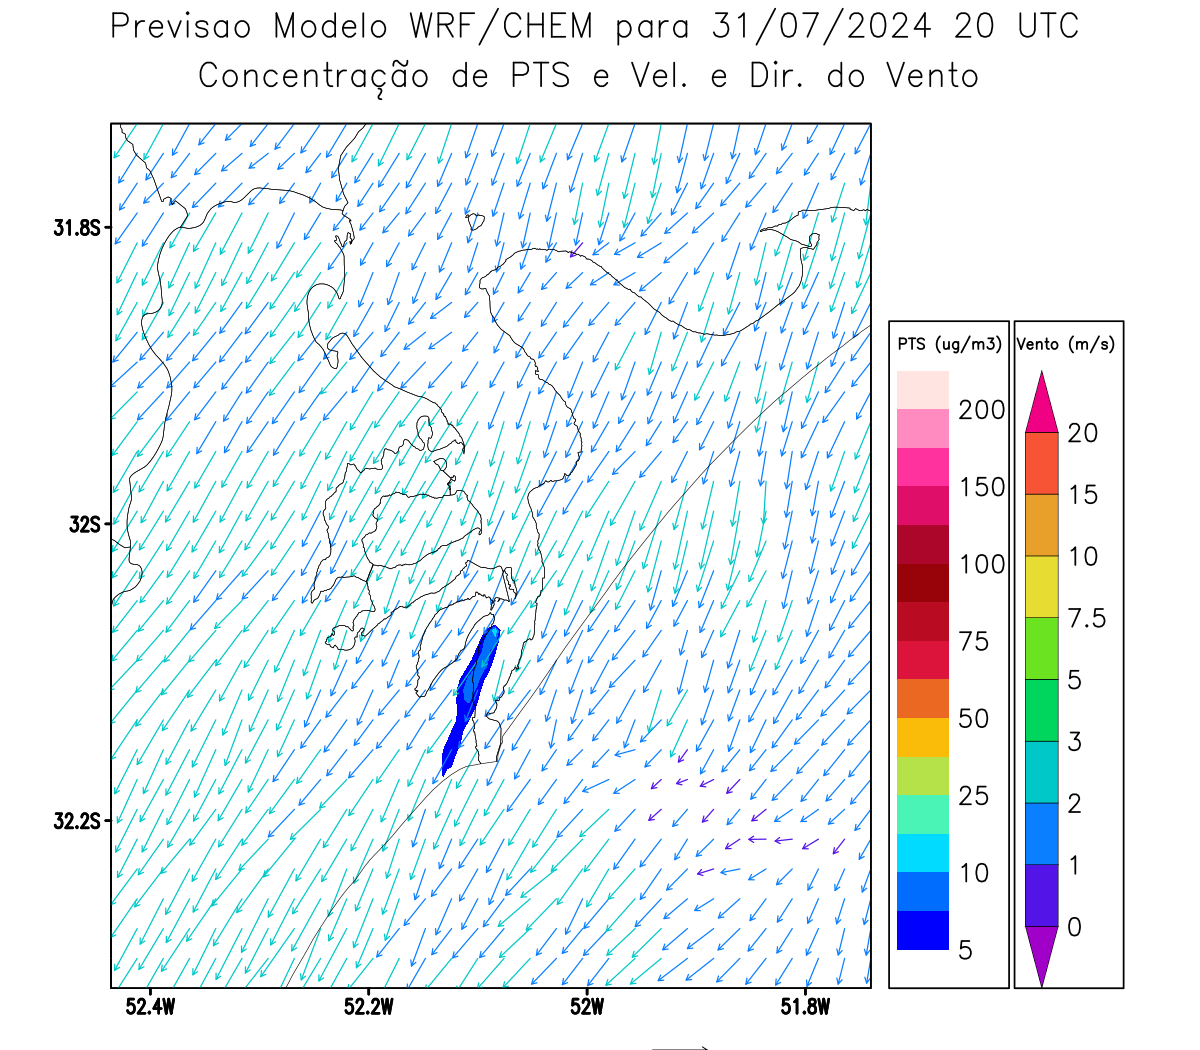 Previsao Modelo WRF/CHEM para 31/07/2024 20 UTC
Concentração de PTS e Vel. e Dir. do Vento
31.8S
32S
32.2S
52.4W 52.2W 52W 51.8W
PTS (ug/m3)
200
150
100
75
50
25
10
5
Vento (m/s)
20
15
10
7.5
5
3
2
1
0